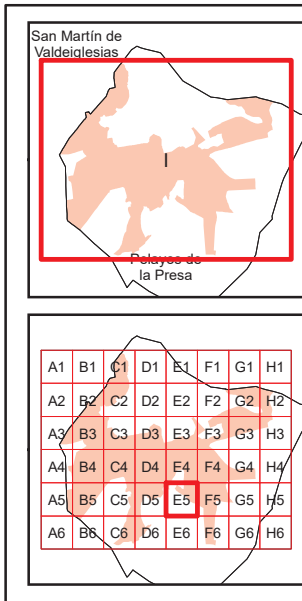 San Martín de
Valdeiglesias
I
Pelayos de
la Presa
A1 B1 C1 D1 E1 F1 G1 H1
A2 B2 C2 D2 E2 F2 G2 H2
A3 B3 C3 D3 E3 F3 G3 H3
A4 B4 C4 D4 E4 F4 G4 H4
A5 B5 C5 D5 E5 F5 G5 H5
A6 B6 C6 D6 E6 F6 G6 H6